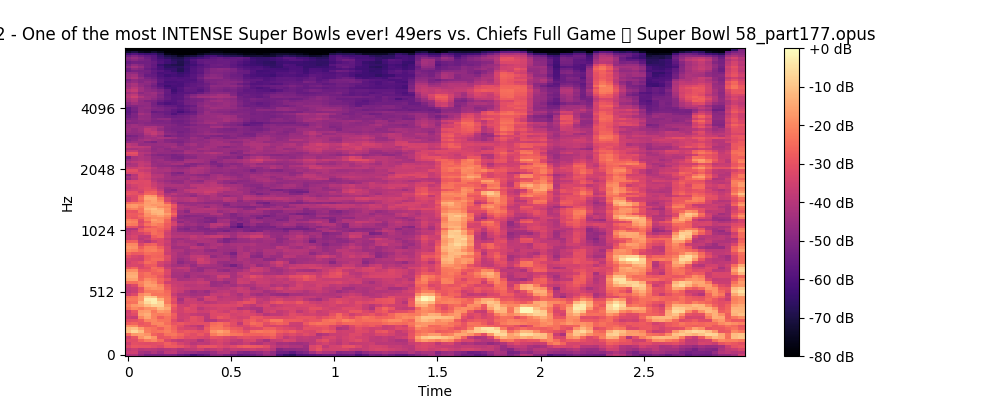 2 - One of the most INTENSE Super Bowls ever! 49ers vs. Chiefs Full Game Super Bowl 58_part177.opus
+0 dB
-10 dB
-20 dB
-30 dB
-40 dB
-50 dB
-60 dB
-70 dB
-80 dB
4096
2048
1024
512
0
Hz
0
0.5
1
1.5
2
2.5
Time